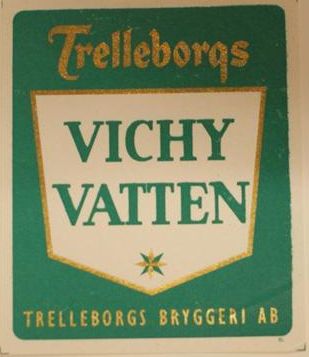 Trelleborgs
VICHY
VATTEN
TRELLEBORGS BRYGGERI AB